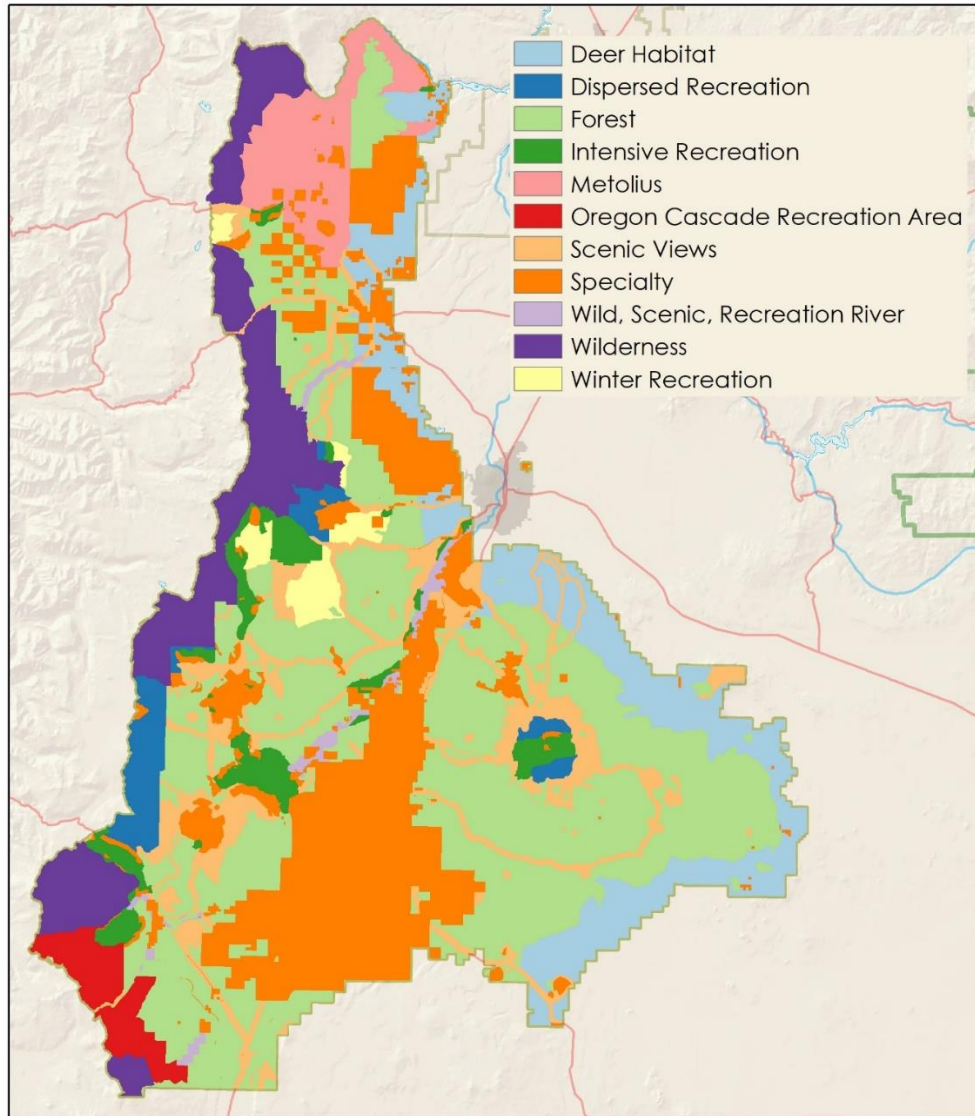 Deer Habitat
Dispersed Recreation
Forest
Intensive Recreation
Metolius
Oregon Cascade Recreation Area
Scenic Views
Specialty
Wild, Scenic, Recreation River
Wilderness
Winter Recreation